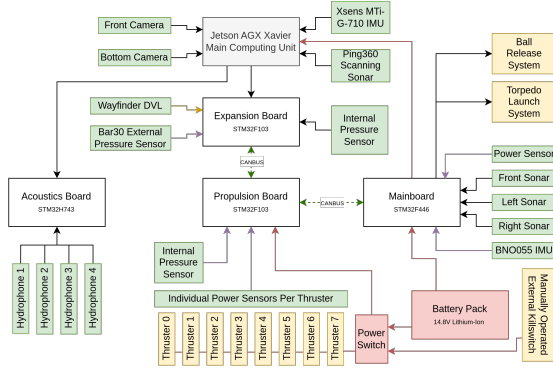 Front Camera
Bottom Camera
Jetson AGX Xavier
Main Computing Unit
Xsens MTi-
G-710 IMU
Ping360
Scanning
Sonar
Ball
Release
System
Torpedo
Launch
System
Wayfinder DVL
Bar30 External
Pressure Sensor
Expansion Board
STM32F103
Internal
Pressure
Sensor
CANBUS
Power Sensor
Front Sonar
Left Sonar
Right Sonar
BNO055 IMU
Acoustics Board
STM32H743
Propulsion Board
STM32F103
CANBUS
Mainboard
STM32F446
Hydrophone 1
Hydrophone 2
Hydrophone 3
Hydrophone 4
Internal
Pressure
Sensor
Individual Power Sensors Per Thruster
Thruster 0
Thruster 1
Thruster 2
Thruster 3
Thruster 4
Thruster 5
Thruster 6
Thruster 7
Power
Switch
Battery Pack
14.8V Lithium-Ion
Manually Operated
External Killswitch